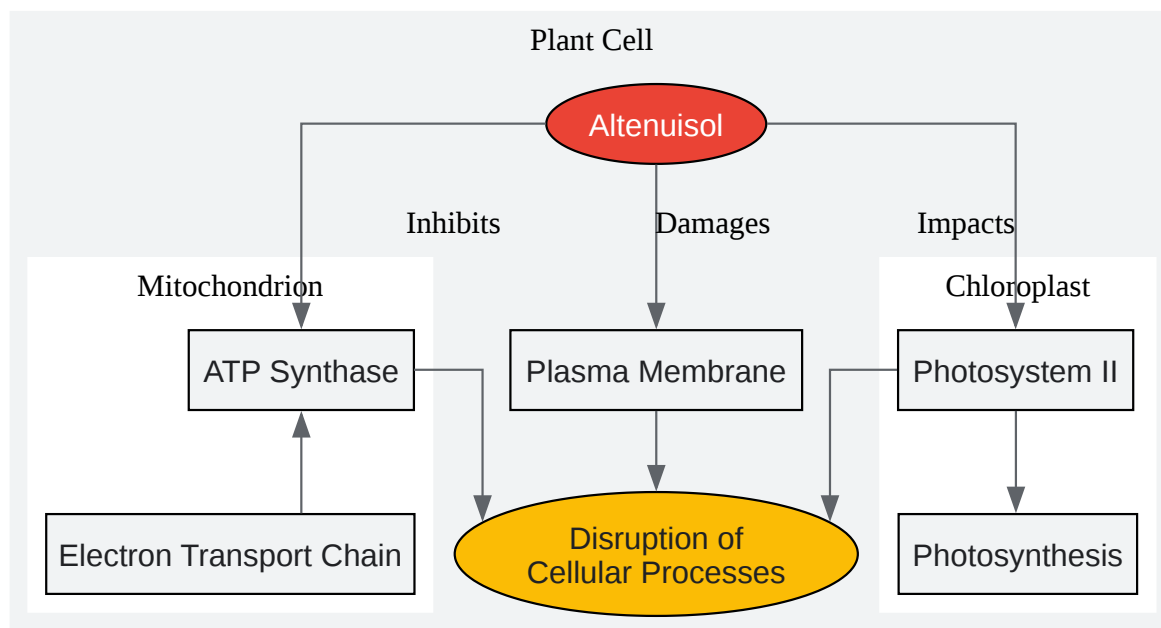 Plant Cell
Altenuisol
Inhibits
Damages
Impacts
Mitochondrion
Chloroplast
ATP Synthase
Plasma Membrane
Photosystem II
Electron Transport Chain
Disruption of
Cellular Processes
Photosynthesis